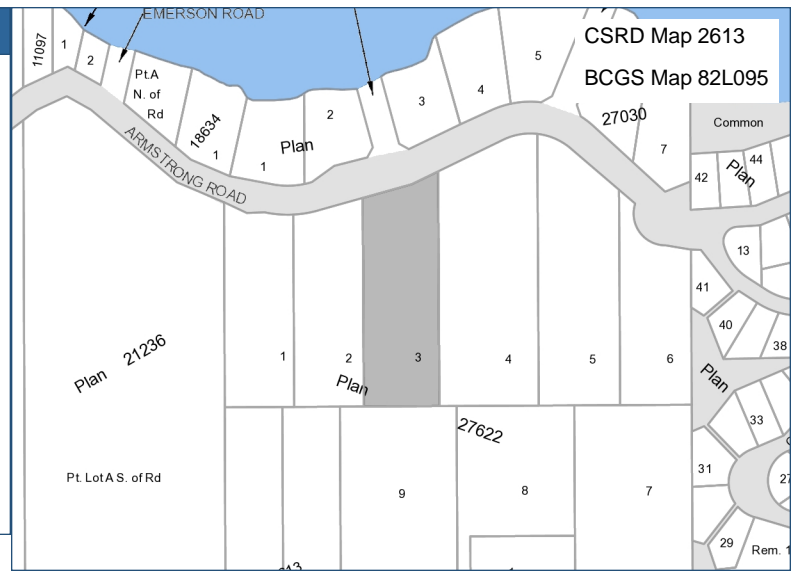 EMERSON ROAD
CSRD Map 2613
BCGS Map 82L095
11097
1
2
Pt.A
N. of
Rd
18634
1
1
Plan
2
3
4
5
27030
7
Common
42
Plan
44
ARMSTRONG ROAD
13
41
40
38
Plan 21236
1
2
3
4
5
6
Plan
Plan
27622
33
31
Pt. Lot A S. of Rd
9
8
7
27
29
Rem. 1